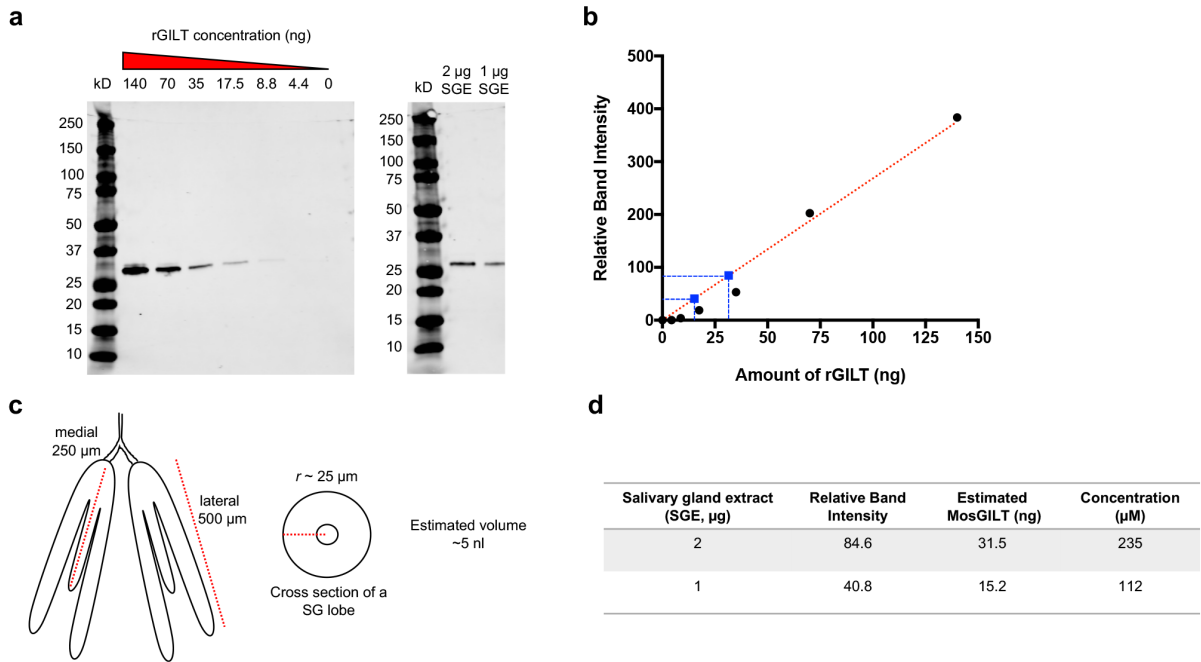 a
rGILT concentration (ng)
kD 140 70 35 17.5 8.8 4.4 0
250
150
100
75
50
37
25
20
15
10
2 µg 1 µg
kD SGE SGE
250
150
100
75
50
37
25
20
15
10
b
Relative Band Intensity
500
400
300
200
100
0
0 25 50 75 100 125 150
Amount of rGILT (ng)
c
medial
250 µm
lateral
500 µm
r ~ 25 µm
Cross section of a
SG lobe
Estimated volume
~5 nl
d
Salivary gland extract Relative Band Estimated Concentration
(SGE, µg) Intensity MosGILT (ng) (µM)
2 84.6 31.5 235
1 40.8 15.2 112